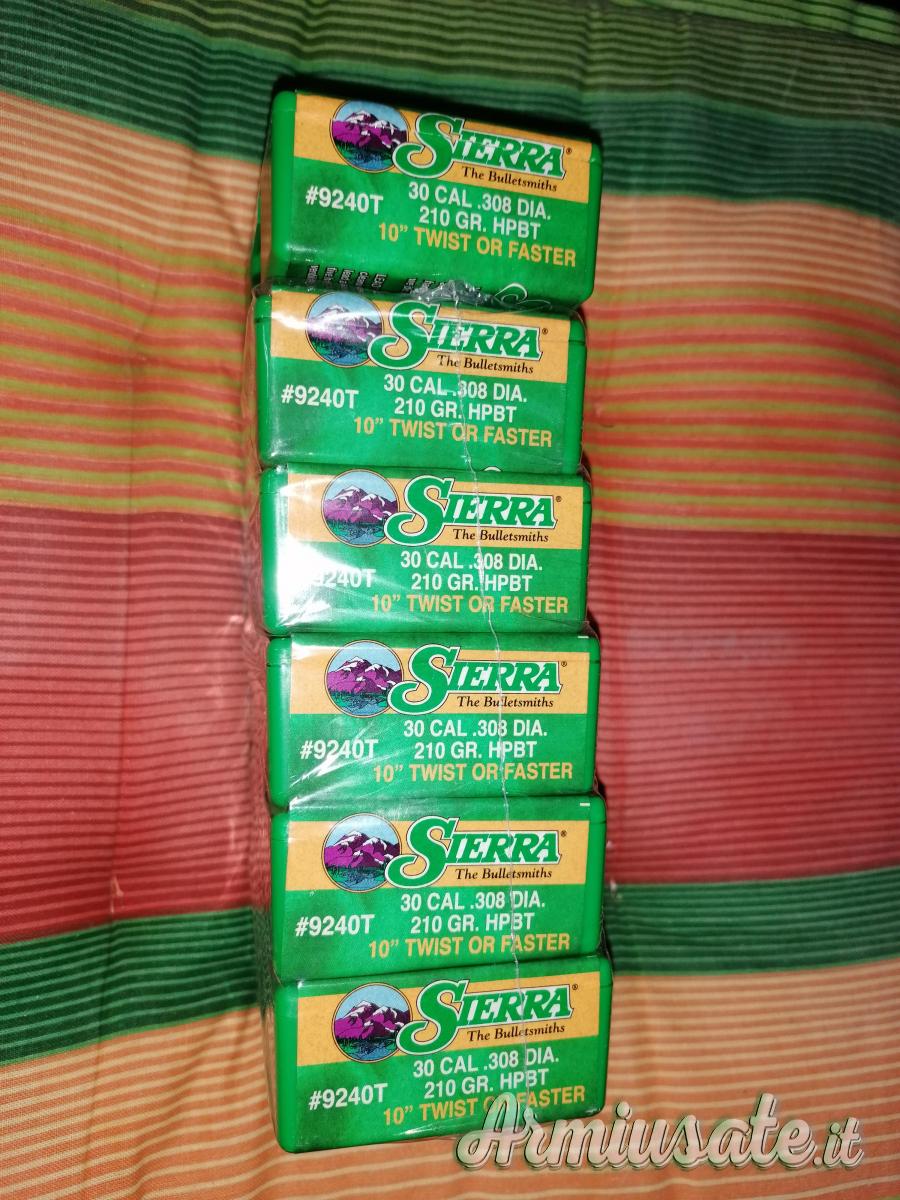 SIERRA®
The Bulletsmiths
#9240T
30 CAL .308 DIA.
210 GR. HPBT
10” TWIST OR FASTER
SIERRA®
The Bulletsmiths
#9240T
30 CAL .308 DIA.
210 GR. HPBT
10” TWIST OR FASTER
SIERRA®
The Bulletsmiths
#9240T
30 CAL .308 DIA.
210 GR. HPBT
10” TWIST OR FASTER
SIERRA®
The Bulletsmiths
#9240T
30 CAL .308 DIA.
210 GR. HPBT
10” TWIST OR FASTER
SIERRA®
The Bulletsmiths
#9240T
30 CAL .308 DIA.
210 GR. HPBT
10” TWIST OR FASTER
SIERRA®
The Bulletsmiths
#9240T
30 CAL .308 DIA.
210 GR. HPBT
10” TWIST OR FASTER
Armiusate.it